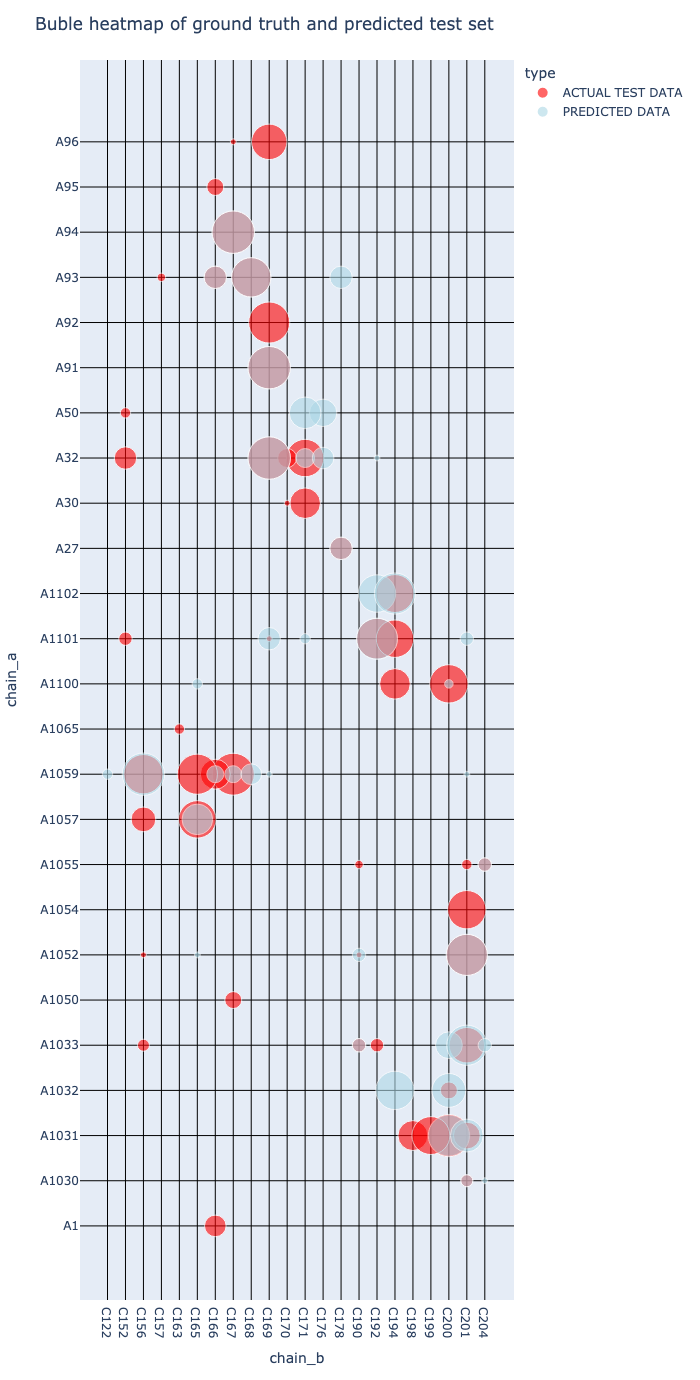 Buble heatmap of ground truth and predicted test set
type
ACTUAL TEST DATA
PREDICTED DATA
A96
A95
A94
A93
A92
A91
A50
A32
A30
A27
A1102
A1101
A1100
A1065
A1059
A1057
A1055
A1054
A1052
A1050
A1033
A1032
A1031
A1030
A1
chain_a
C122
C152
C156
C157
C163
C165
C166
C167
C168
C169
C170
C171
C176
C178
C190
C192
C194
C198
C199
C200
C201
C204
chain_b